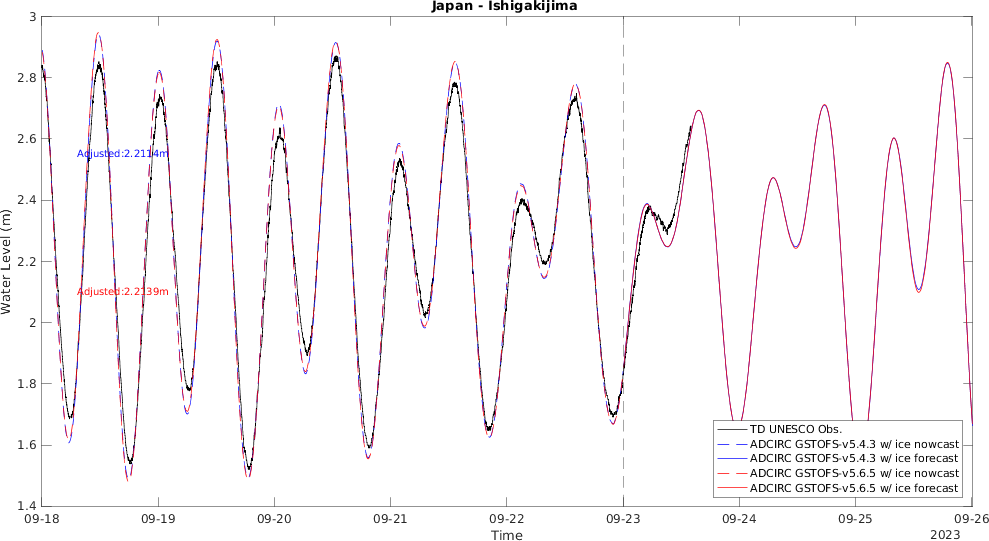 Japan - Ishigakijima
3
2.8
2.6
2.4
2.2
2
1.8
1.6
1.4
Water Level (m)
Adjusted:2.2114m
Adjusted:2.2139m
TD UNESCO Obs.
ADCIRC GSTOFS-v5.4.3 w/ ice nowcast
ADCIRC GSTOFS-v5.4.3 w/ ice forecast
ADCIRC GSTOFS-v5.6.5 w/ ice nowcast
ADCIRC GSTOFS-v5.6.5 w/ ice forecast
09-18 09-19 09-20 09-21 09-22 09-23 09-24 09-25 09-26
Time
2023